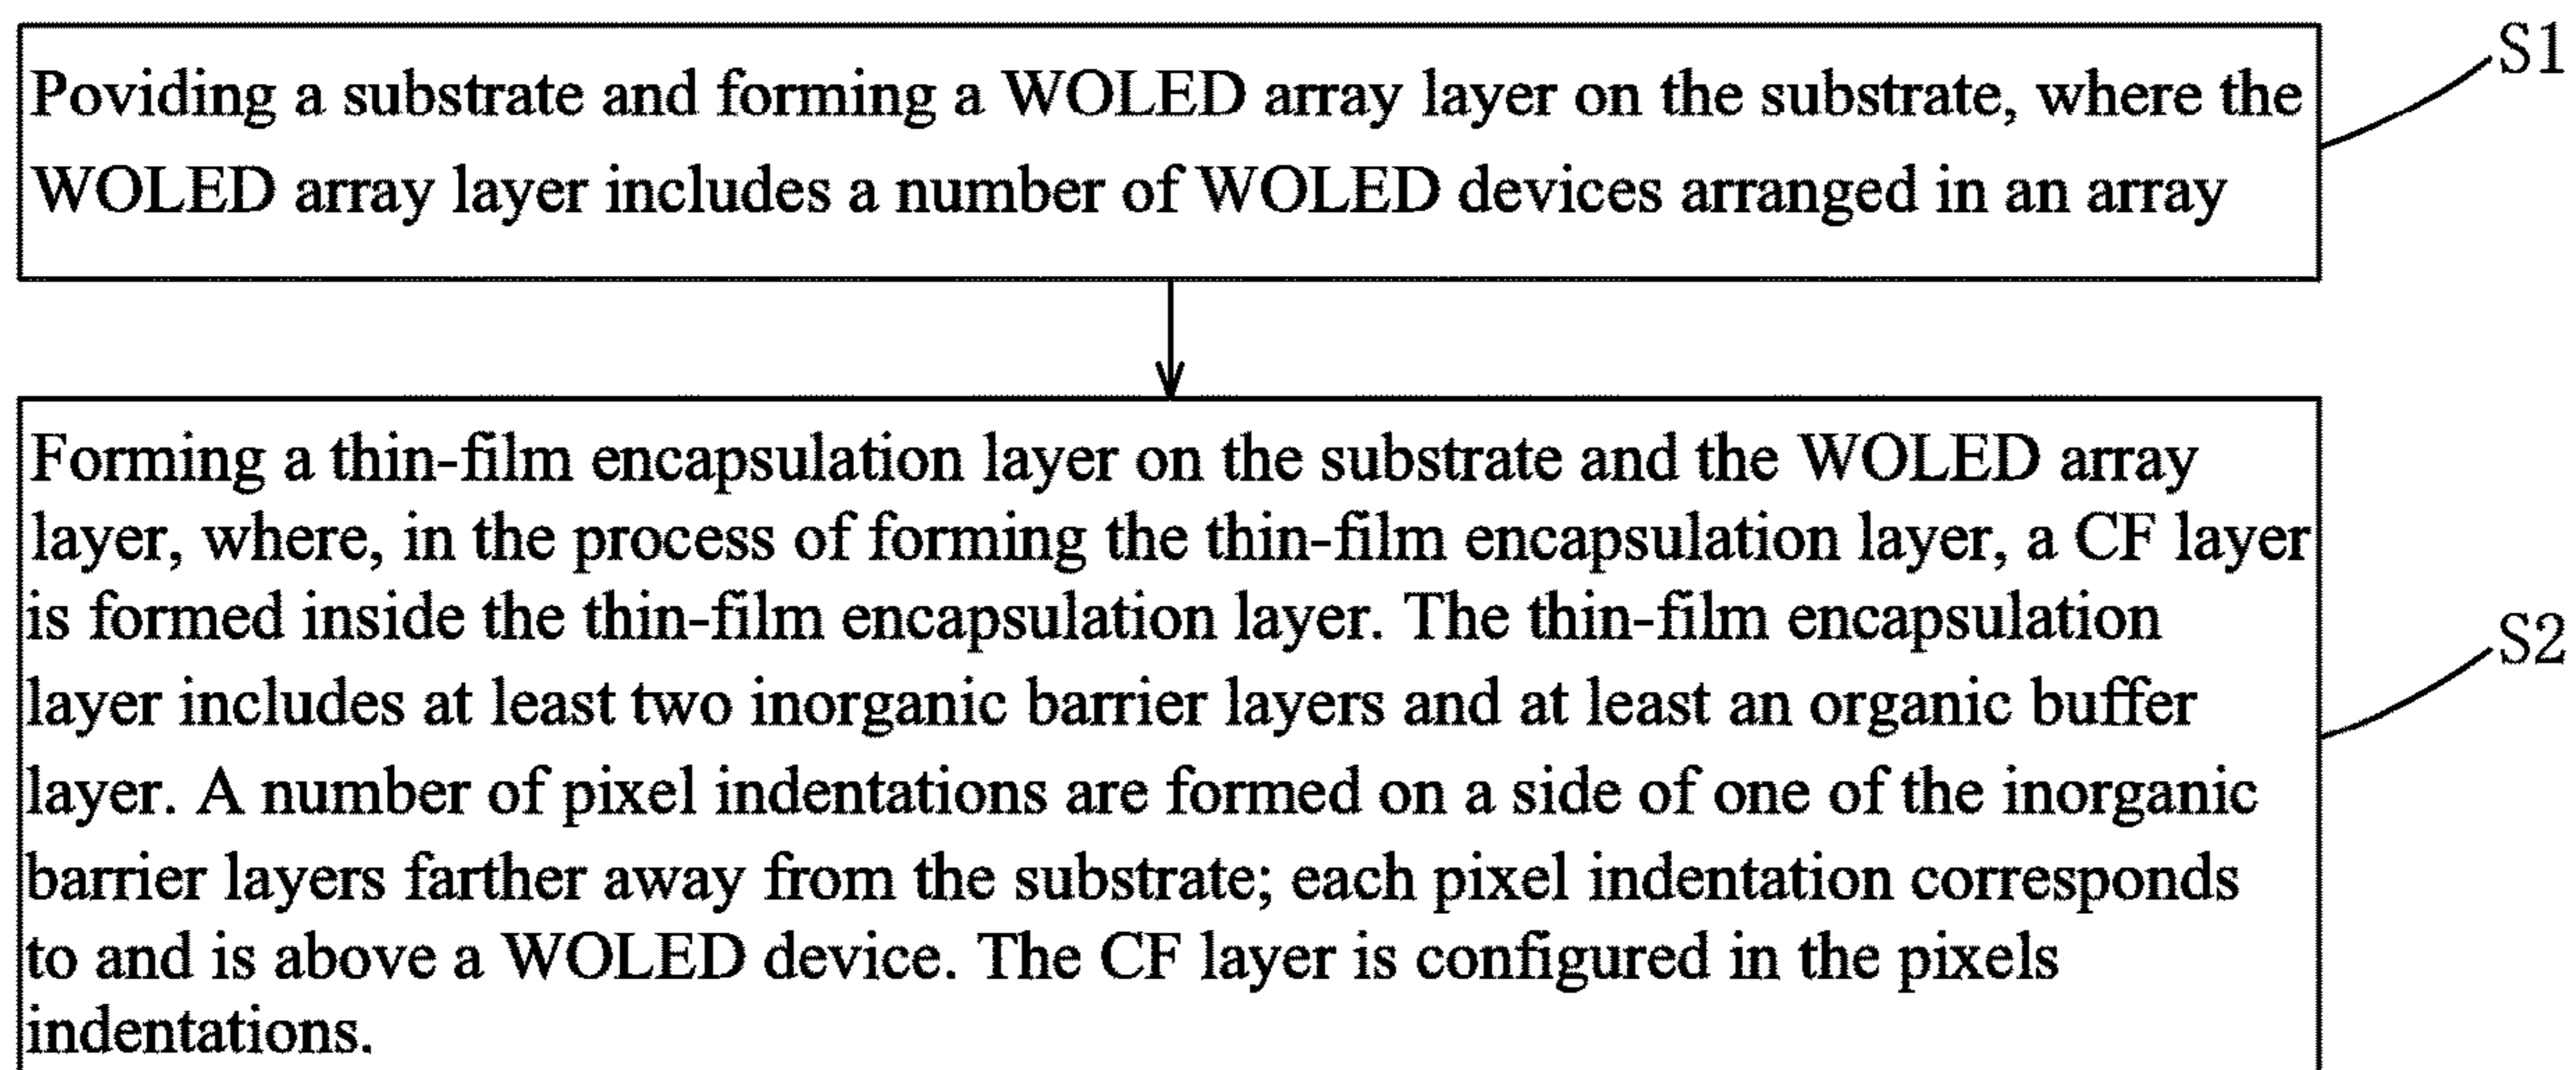 Poviding a substrate and forming a WOLED array layer on the substrate, where the
WOLED array layer includes a number of WOLED devices arranged in an array
S1
Forming a thin-film encapsulation layer on the substrate and the WOLED array
layer, where, in the process of forming the thin-film encapsulation layer, a CF layer
is formed inside the thin-film encapsulation layer. The thin-film encapsulation
layer includes at least two inorganic barrier layers and at least an organic buffer
layer. A number of pixel indentations are formed on a side of one of the inorganic
barrier layers farther away from the substrate; each pixel indentation corresponds
to and is above a WOLED device. The CF layer is configured in the pixels
indentations.
S2